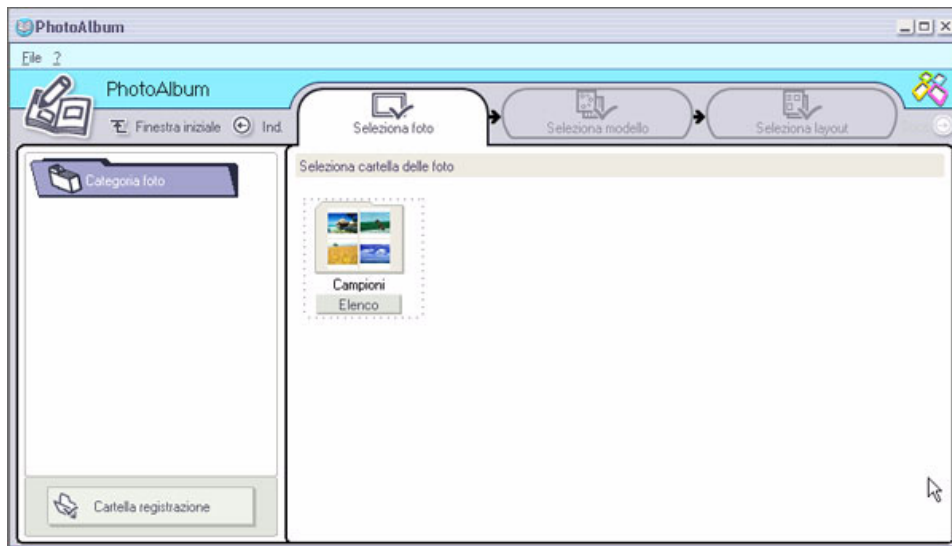 PhotoAlbum
File ?
PhotoAlbum
Finestra iniziale Ind.
Seleziona foto
Seleziona modello
Seleziona layout
Categoria foto
Seleziona cartella delle foto
Campioni
Elenco
Cartella registrazione